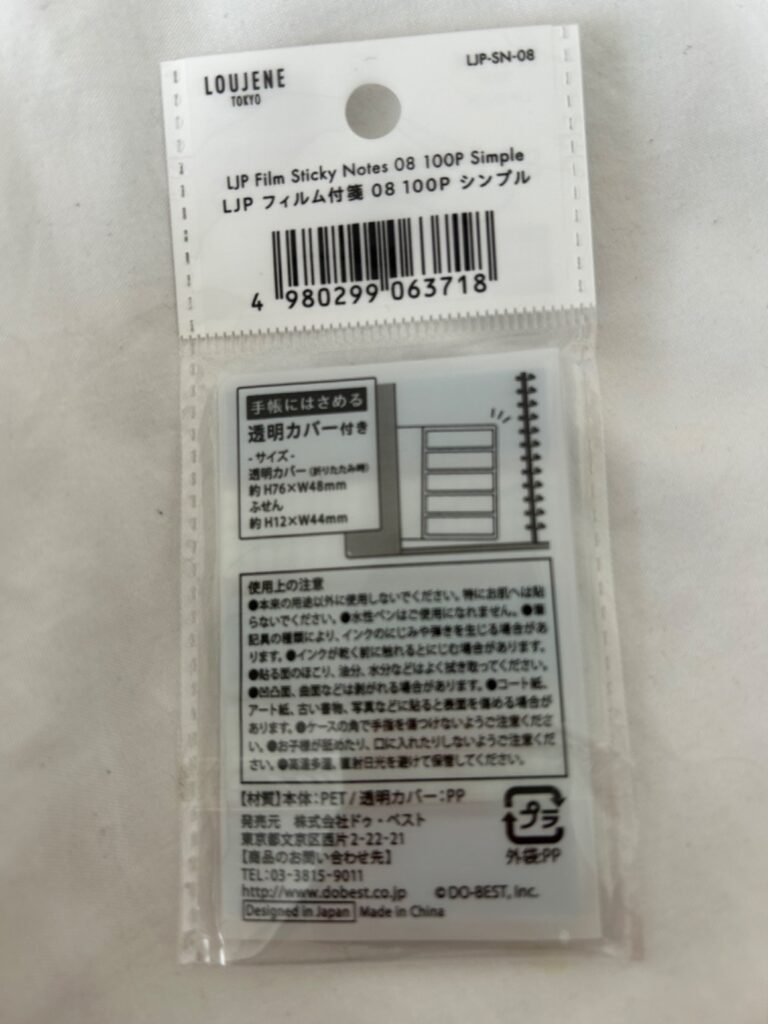 LOUJENE
TOKYO
LJP-SN-08
LJP Film Sticky Notes 08 100P Simple
LJP フィルム付箋 08 100P シンプル
4 980299 063718
手帳にはさめる
透明カバー付き
- サイズ -
透明カバー（折りたたみ時）
約 H76×W48mm
ふせん
約 H12×W44mm
使用上の注意
●本来の用途以外に使用しないでください。特にお肌へは貼
らないでください。●水性ペンはご使用になれません。●筆
記具の種類により、インクのにじみや弾きを生じる場合があ
ります。●インクが乾く前に触れるとにじむ場合があります。
●貼る面のほこり、油分、水分などはよく拭き取ってください。
●凹凸面、曲面などは剥がれる場合があります。●コート紙、
アート紙、古い書物、写真などに貼ると表面を傷める場合が
あります。●ケースの角で手指を傷つけないようご注意くださ
い。●お子様が舐めたり、口に入れたりしないようご注意くだ
さい。●高温多湿、直射日光を避けて保管してください。
【材質】本体：PET / 透明カバー：PP
発売元　株式会社ドゥ・ベスト
東京都文京区西片2-22-21
【商品のお問い合わせ先】
TEL：03-3815-9011
http://www.dobest.co.jp　© DO-BEST, Inc.
Designed in Japan Made in China
プラ
外袋:PP